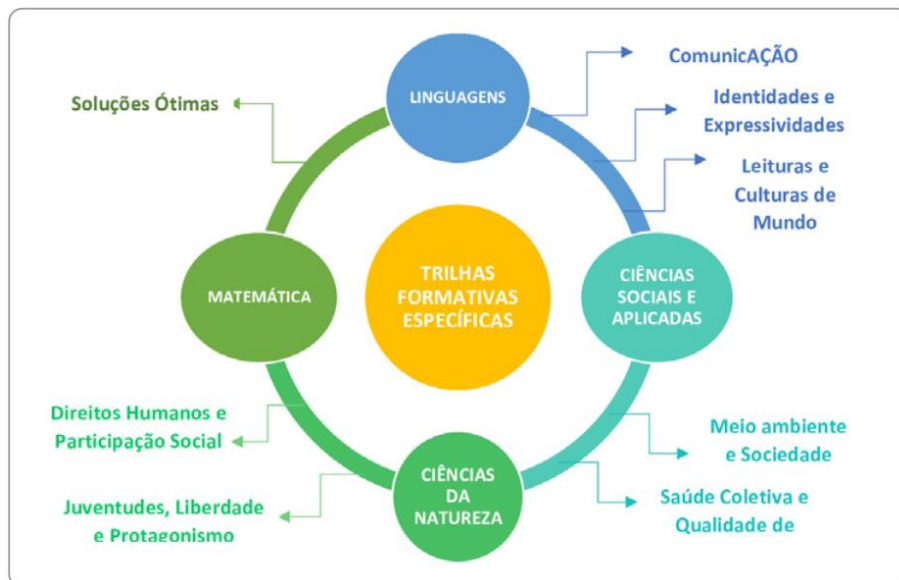 LINGUAGENS
ComunicAÇÃO
Identidades e
Expressividades
Leituras e
Culturas de
Mundo
Soluções Ótimas
MATEMÁTICA
TRILHAS
FORMATIVAS
ESPECÍFICAS
CIÊNCIAS
SOCIAIS E
APLICADAS
Direitos Humanos e
Participação Social
Juventudes, Liberdade
e Protagonismo
CIÊNCIAS
DA
NATUREZA
Meio ambiente
e Sociedade
Saúde Coletiva e
Qualidade de